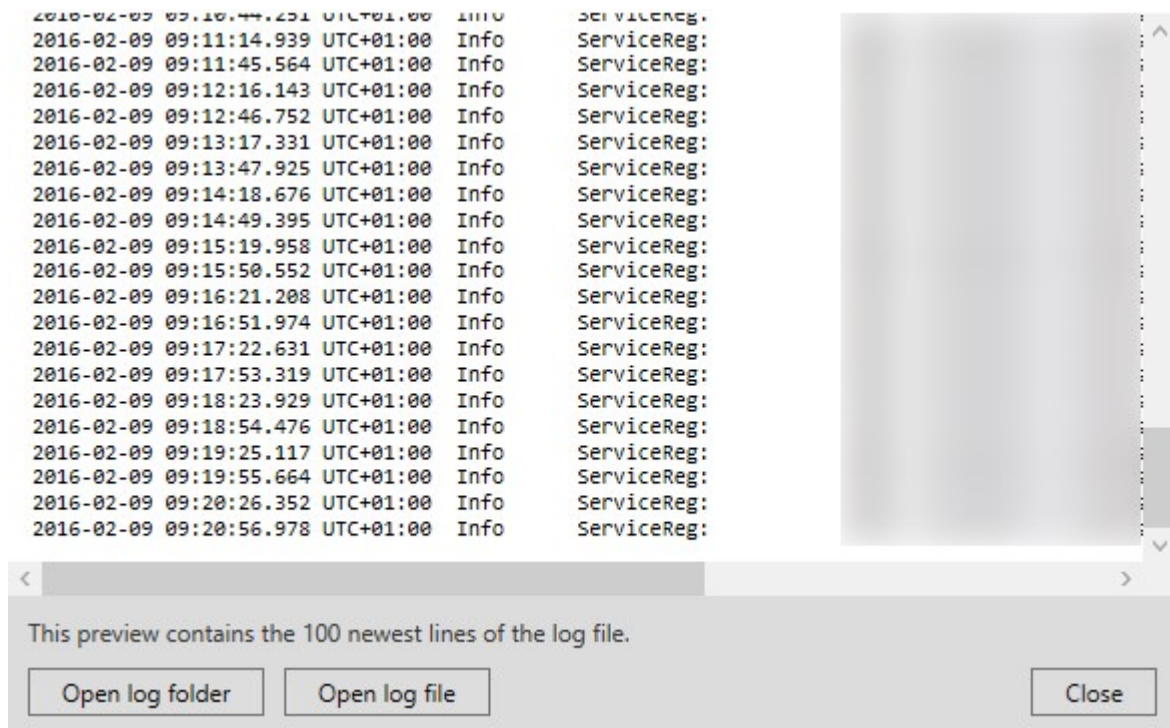 2016-02-09 09:10:44.251 UTC+01:00 Info ServiceReg:
2016-02-09 09:11:14.939 UTC+01:00 Info ServiceReg:
2016-02-09 09:11:45.564 UTC+01:00 Info ServiceReg:
2016-02-09 09:12:16.143 UTC+01:00 Info ServiceReg:
2016-02-09 09:12:46.752 UTC+01:00 Info ServiceReg:
2016-02-09 09:13:17.331 UTC+01:00 Info ServiceReg:
2016-02-09 09:13:47.925 UTC+01:00 Info ServiceReg:
2016-02-09 09:14:18.676 UTC+01:00 Info ServiceReg:
2016-02-09 09:14:49.395 UTC+01:00 Info ServiceReg:
2016-02-09 09:15:19.958 UTC+01:00 Info ServiceReg:
2016-02-09 09:15:50.552 UTC+01:00 Info ServiceReg:
2016-02-09 09:16:21.208 UTC+01:00 Info ServiceReg:
2016-02-09 09:16:51.974 UTC+01:00 Info ServiceReg:
2016-02-09 09:17:22.631 UTC+01:00 Info ServiceReg:
2016-02-09 09:17:53.319 UTC+01:00 Info ServiceReg:
2016-02-09 09:18:23.929 UTC+01:00 Info ServiceReg:
2016-02-09 09:18:54.476 UTC+01:00 Info ServiceReg:
2016-02-09 09:19:25.117 UTC+01:00 Info ServiceReg:
2016-02-09 09:19:55.664 UTC+01:00 Info ServiceReg:
2016-02-09 09:20:26.352 UTC+01:00 Info ServiceReg:
2016-02-09 09:20:56.978 UTC+01:00 Info ServiceReg:
This preview contains the 100 newest lines of the log file.
Open log folder Open log file Close